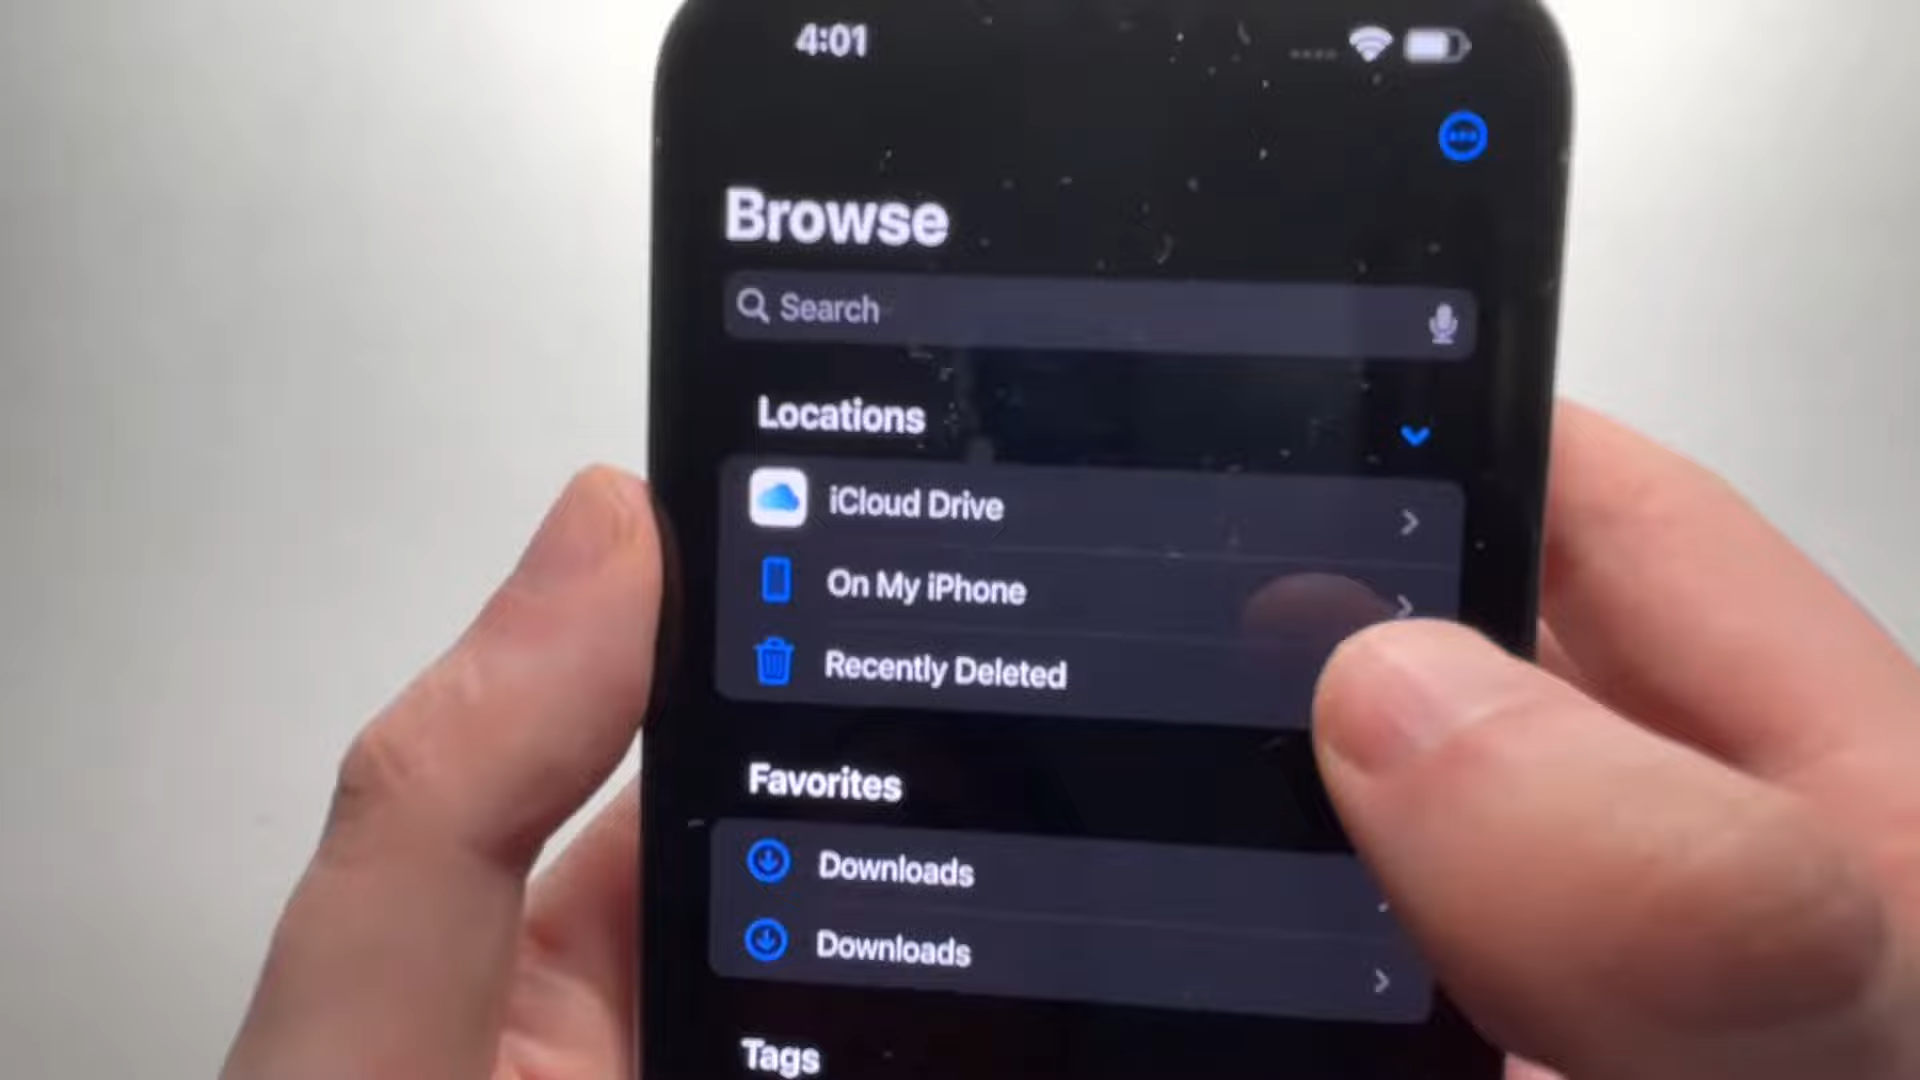 4:01
Browse
Search
Locations
iCloud Drive
On My iPhone
Recently Deleted
Favorites
Downloads
Downloads
Tags